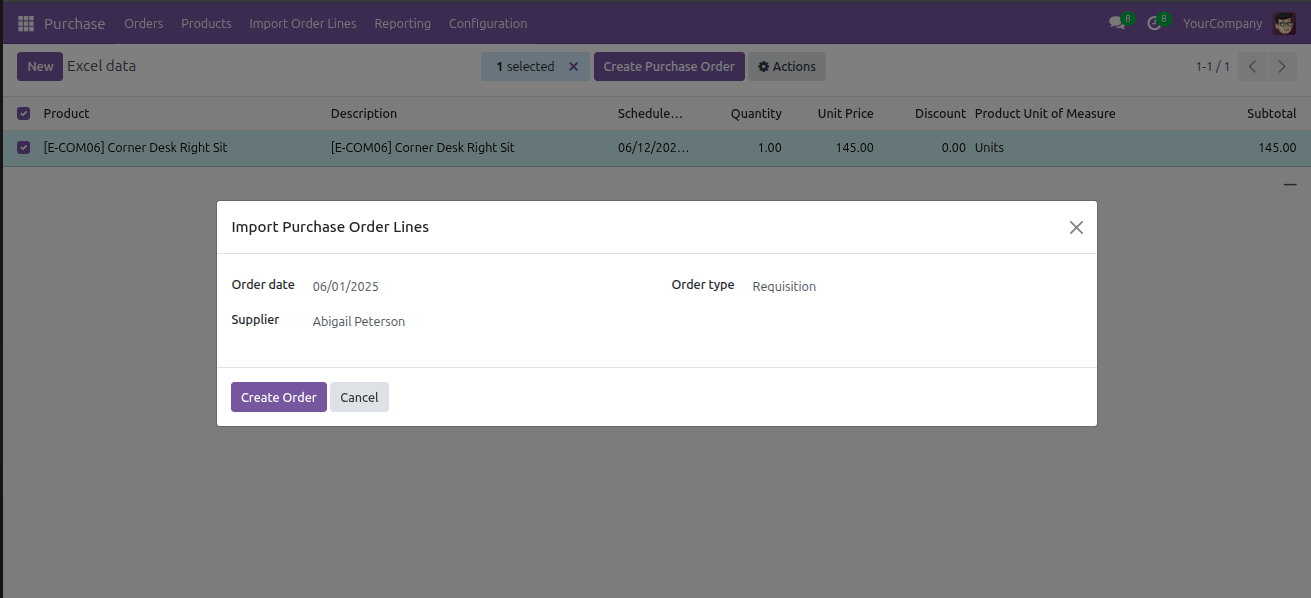 Purchase Orders Products Import Order Lines Reporting Configuration 8 8 YourCompany
New Excel data 1 selected × Create Purchase Order Actions 1-1 / 1
Product Description Schedule... Quantity Unit Price Discount Product Unit of Measure Subtotal
[E-COM06] Corner Desk Right Sit [E-COM06] Corner Desk Right Sit 06/12/202... 1.00 145.00 0.00 Units 145.00
Import Purchase Order Lines
Order date 06/01/2025 Order type Requisition
Supplier Abigail Peterson
Create Order Cancel